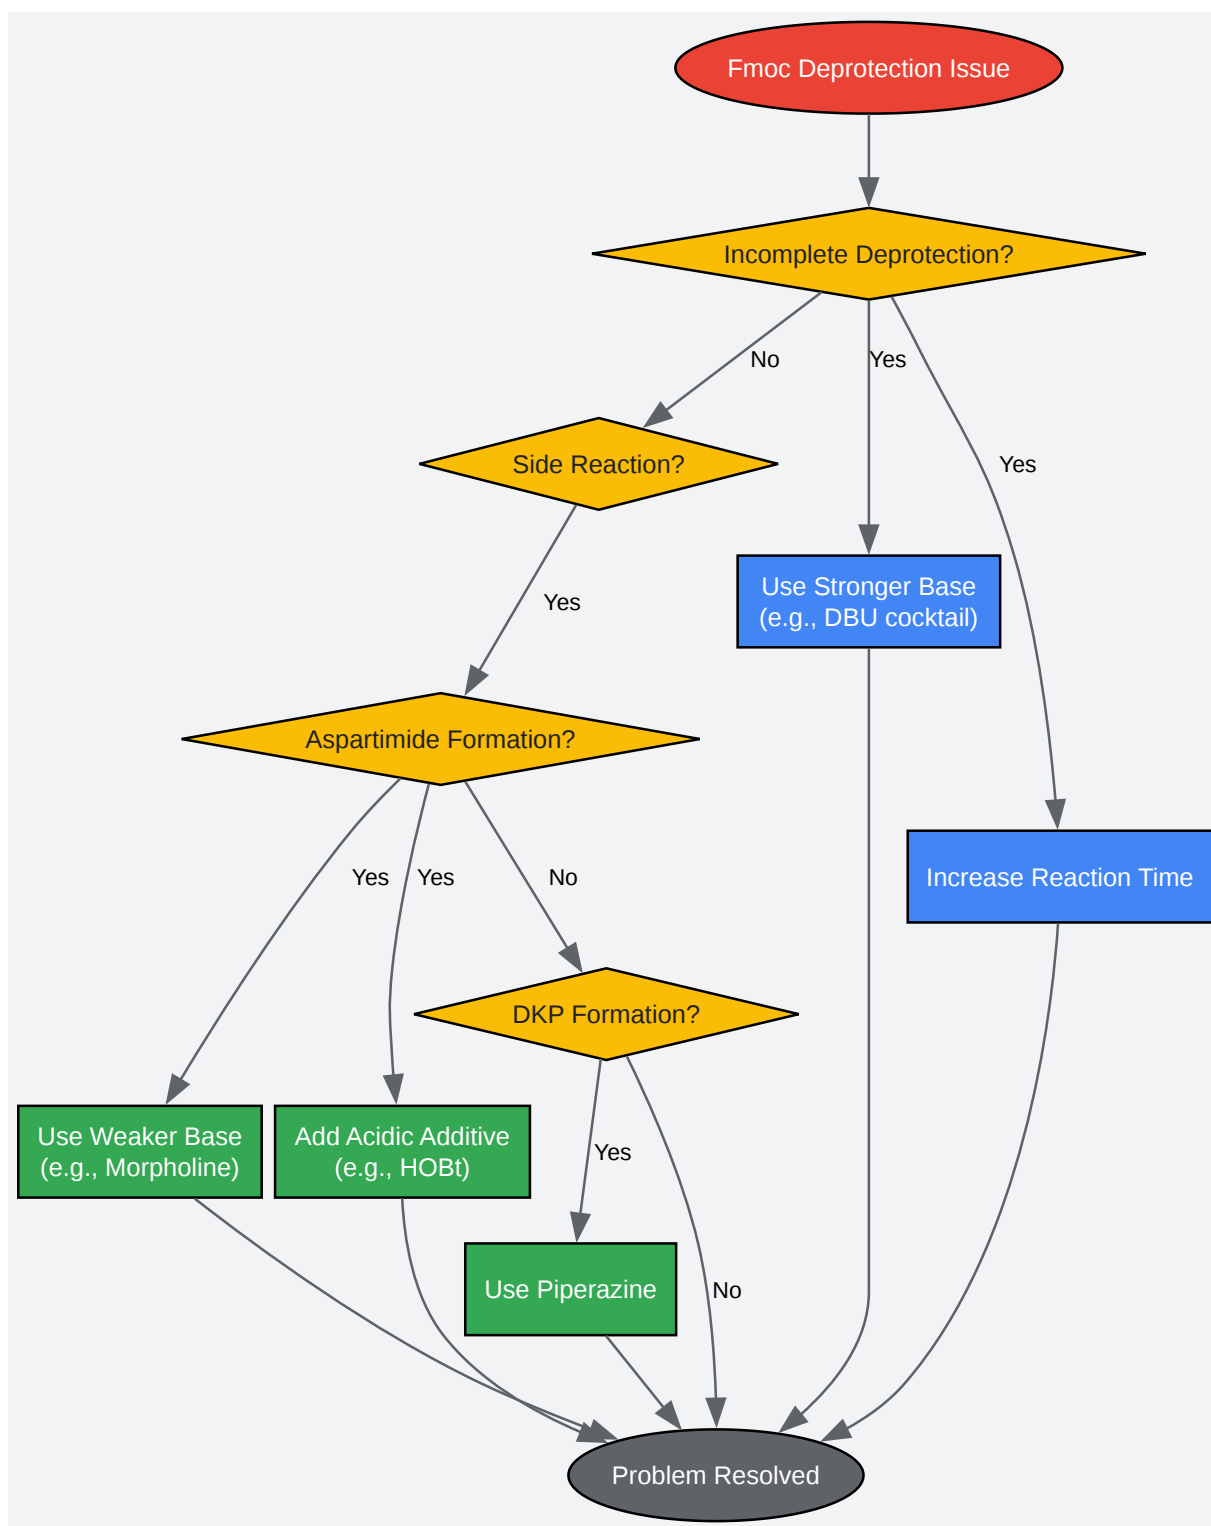 Fmoc Deprotection Issue
Incomplete Deprotection?
No
Yes
Yes
Side Reaction?
Use Stronger Base
(e.g., DBU cocktail)
Yes
Aspartimide Formation?
Increase Reaction Time
Yes
Yes
No
DKP Formation?
Use Weaker Base
(e.g., Morpholine)
Add Acidic Additive
(e.g., HOBt)
Yes
Use Piperazine
No
Problem Resolved